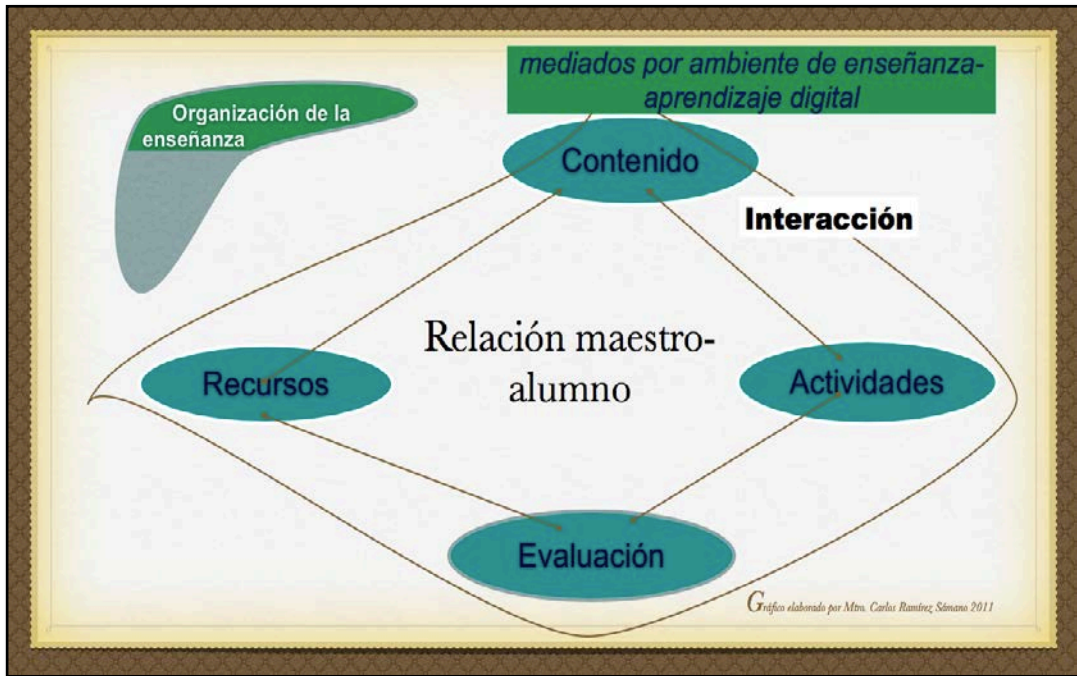 mediados por ambiente de enseñanza-
aprendizaje digital
Organización de la
enseñanza
Contenido
Interacción
Relación maestro-
alumno
Recursos
Actividades
Evaluación
Gráfico elaborado por Mtro. Carlos Ramírez Sámano 2011